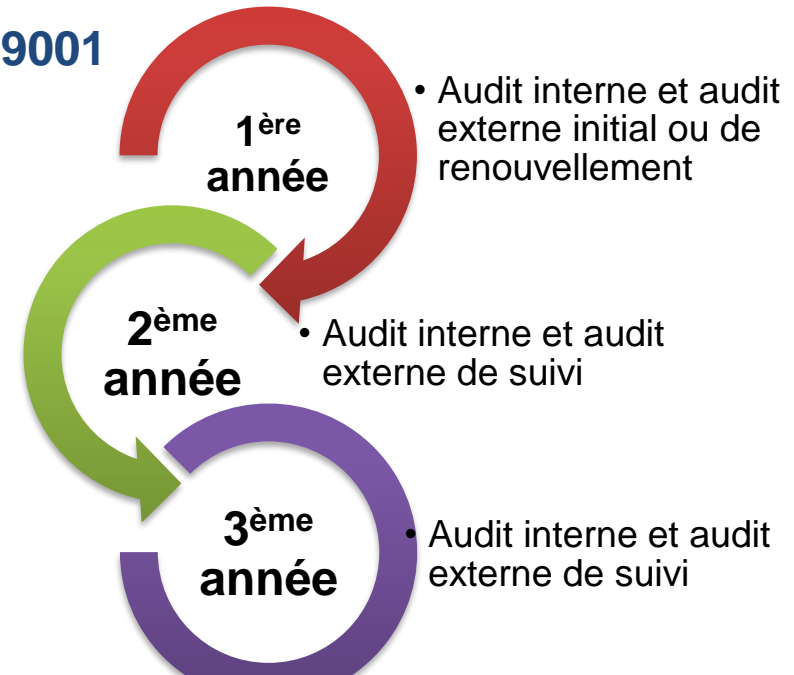 9001
1ère
année
• Audit interne et audit
externe initial ou de
renouvellement
2ème
année
• Audit interne et audit
externe de suivi
3ème
année
• Audit interne et audit
externe de suivi